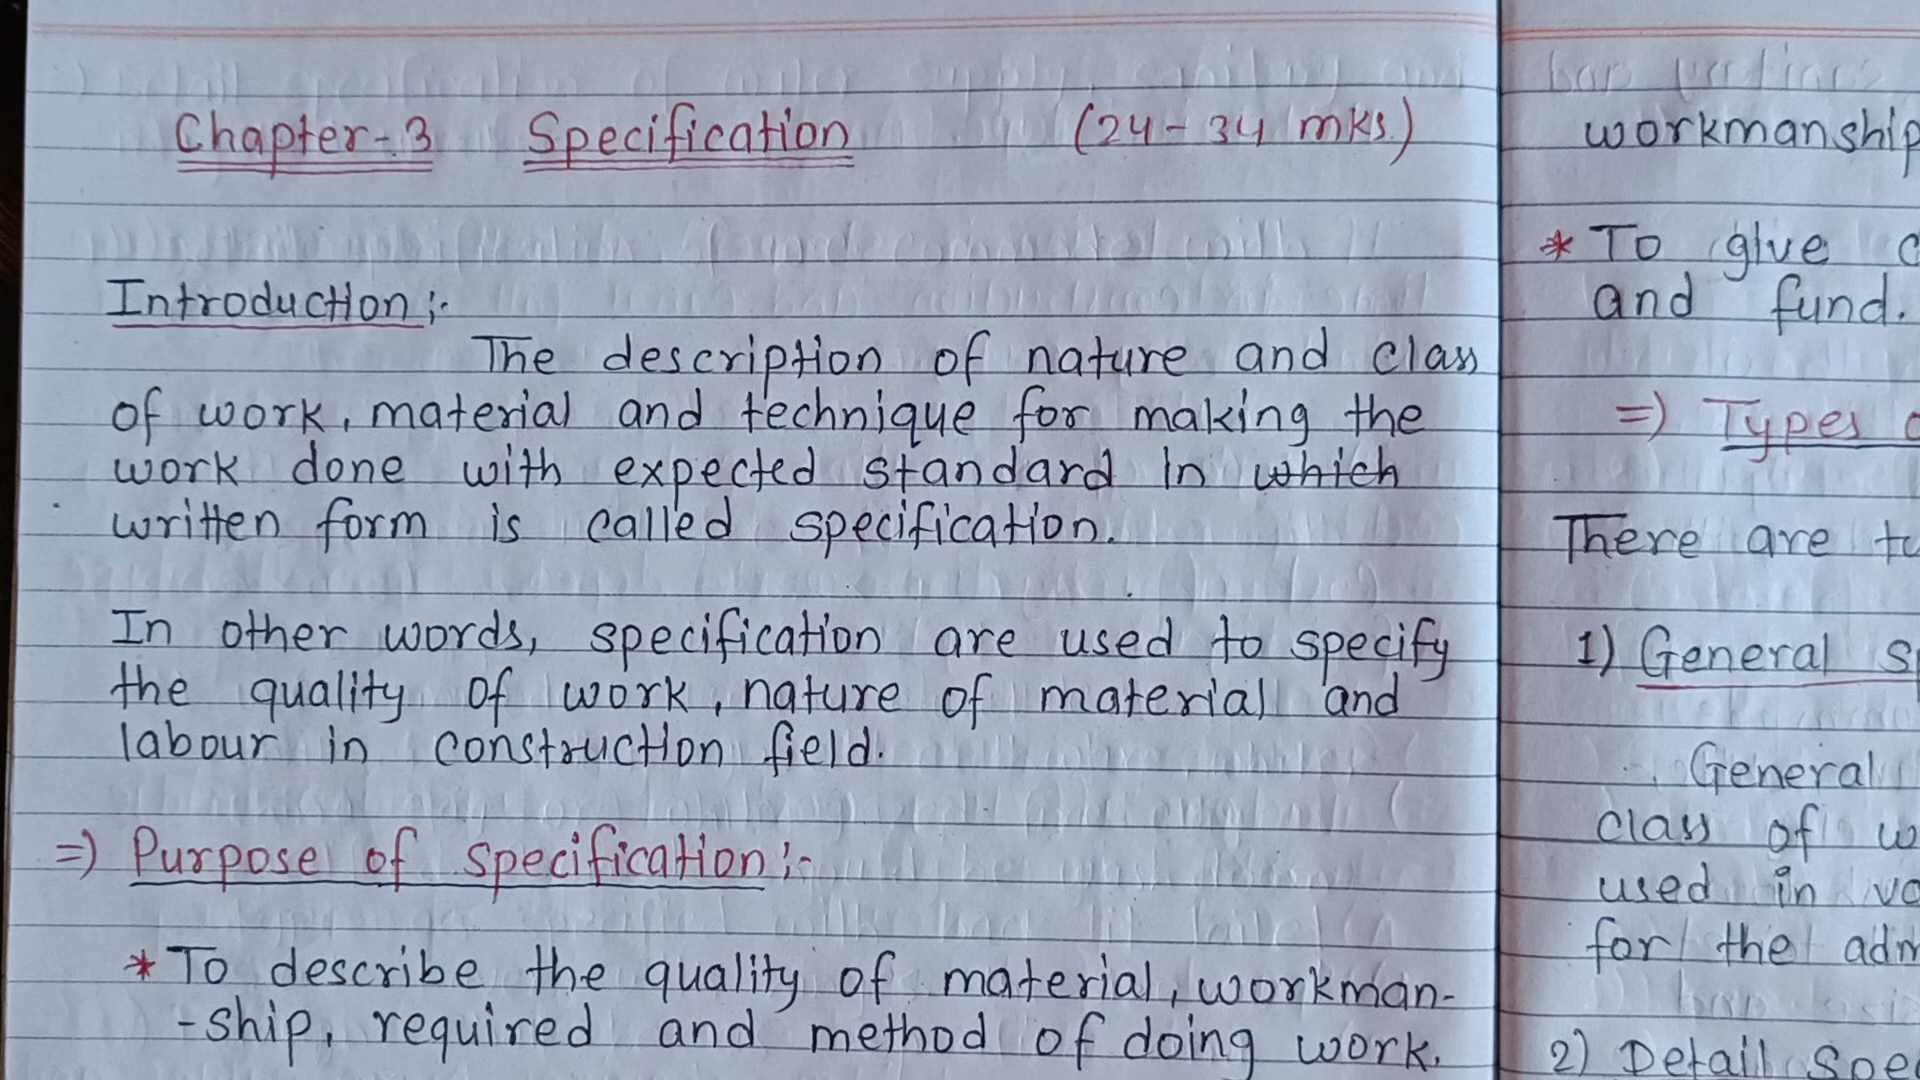 Chapter-3 Specification (24-34 mks.)
Introduction :-
The description of nature and class
of work, material and technique for making the
work done with expected standard in which
written form is called specification.
In other words, specification are used to specify
the quality of work, nature of material and
labour in construction field.
=) Purpose of specification :-
* To describe the quality of material, workman-
-ship, required and method of doing work.
workmanship
* To give
and fund.
=) Types
There are
1) General
General
class of
used in
for the
2) Detail